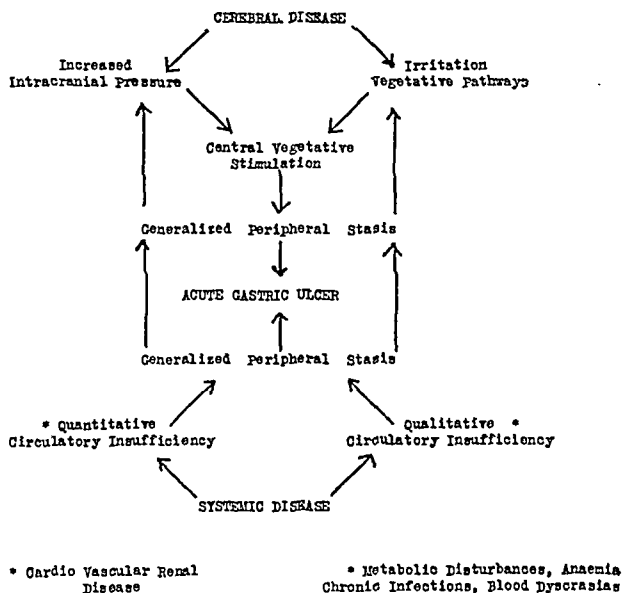 CEREBRAL DISEASE
Increased
Intracranial Pressure
Irritation
Vegetative Pathways
Central Vegetative
Stimulation
Generalized Peripheral Stasis
ACUTE GASTRIC ULCER
Generalized Peripheral Stasis
* Quantitative
Circulatory Insufficiency
Qualitative *
Circulatory Insufficiency
SYSTEMIC DISEASE
* Cardio Vascular Renal
Disease
* Metabolic Disturbances, Anaemia
Chronic Infections, Blood Dyscrasias